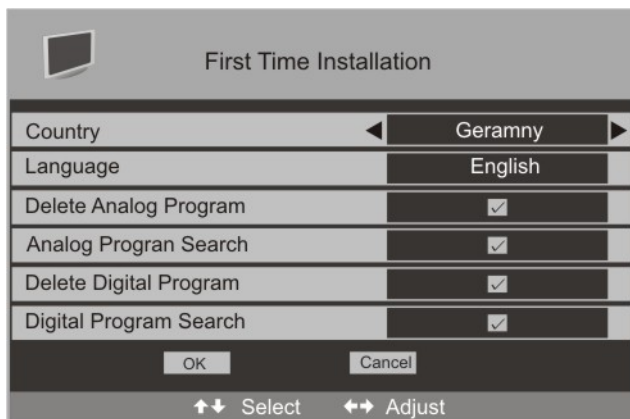 First Time Installation
Country Geramny
Language English
Delete Analog Program
Analog Progran Search
Delete Digital Program
Digital Program Search
OK Cancel
Select Adjust